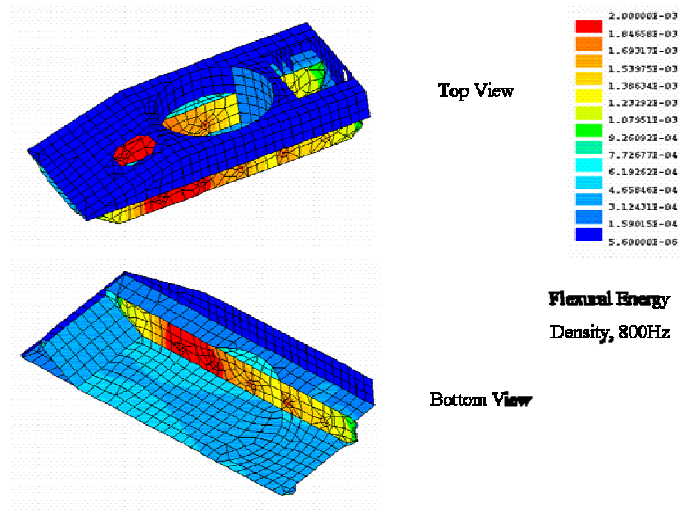 Top View
2.00000E-03
1.84658E-03
1.69317E-03
1.53975E-03
1.38634E-03
1.23292E-03
1.07951E-03
9.26092E-04
7.72677E-04
6.19262E-04
4.65846E-04
3.12431E-04
1.59015E-04
5.60000E-06
Flexural Energy
Density, 800Hz
Bottom View